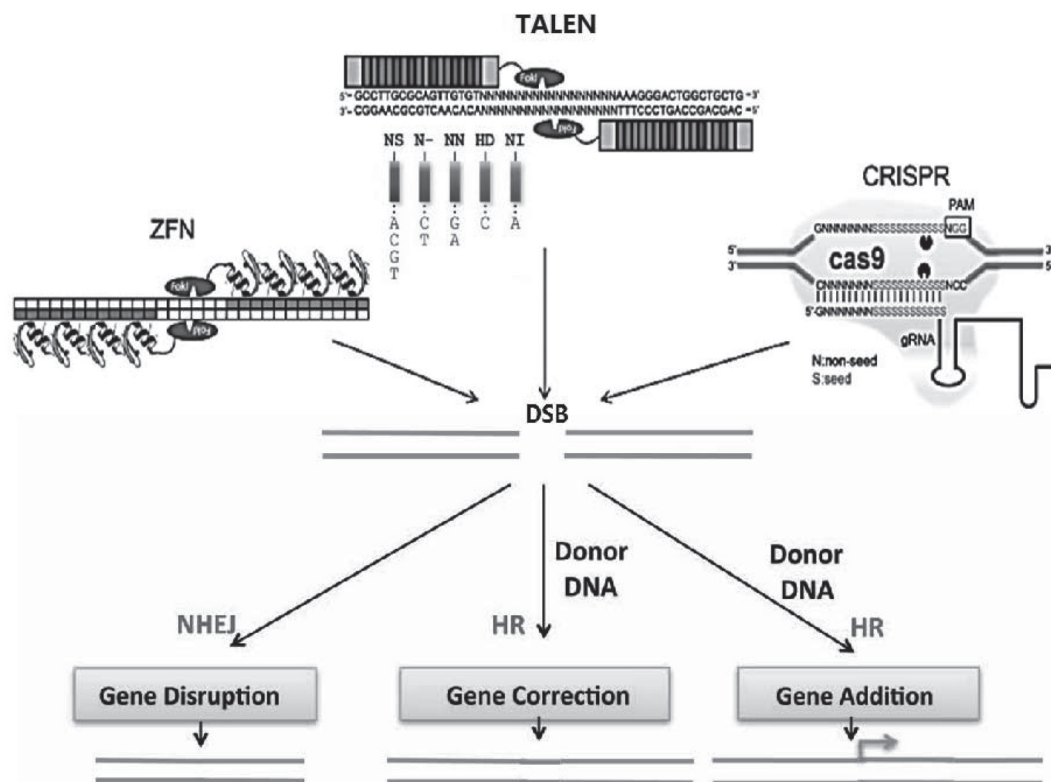 TALEN
FokI
5'- GCCTTGCGCAGTTGTGTNNNNNNNNNNNNNNNNNNAAAGGGACTGGCTGCTG -3'
3'- CGGAACGCGTCAACACANNNNNNNNNNNNNNNNNNTTTCCCTGACCGACGAC -5'
FokI
NS N- NN HD NI
A C G C A
C T A
G
T
ZFN
FokI
FokI
CRISPR
PAM
GNNNNNNNSSSSSSSSSSSSNGG
5' 3'
3' 5'
cas9
CNNNNNNNSSSSSSSSSSSSNCC
5'-GNNNNNNNSSSSSSSSSSSS
gRNA
N:non-seed
S:seed
DSB
Donor
DNA
Donor
DNA
NHEJ
HR
HR
Gene Disruption
Gene Correction
Gene Addition